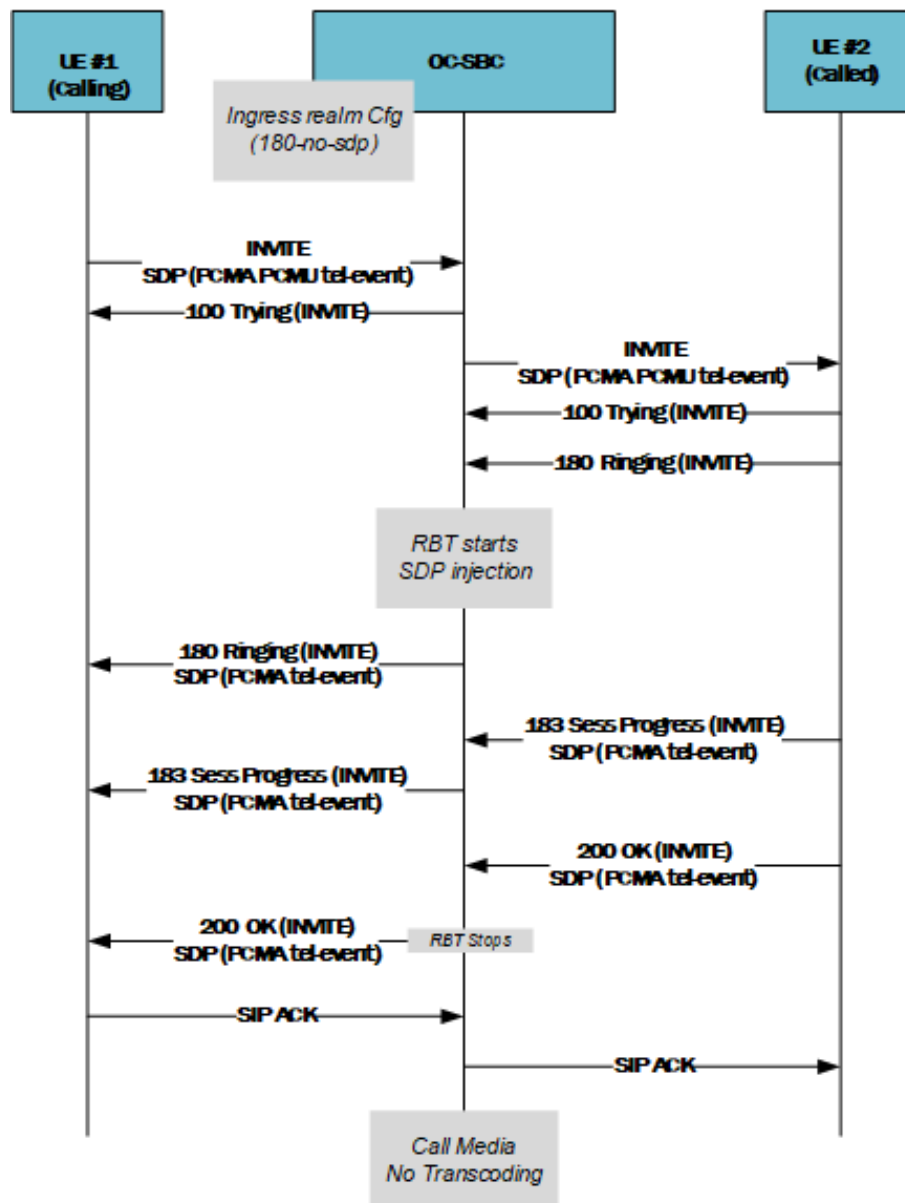 UE #1
(Calling)
OC-SBC
UE #2
(Called)
Ingress realm Cfg
(180-no-sdp)
INVITE
SDP (PCMA PCMU tel-event)
100 Trying (INVITE)
INVITE
SDP (PCMA PCMU tel-event)
100 Trying (INVITE)
180 Ringing (INVITE)
RBT starts
SDP injection
180 Ringing (INVITE)
SDP (PCMA tel-event)
183 Sess Progress (INVITE)
SDP (PCMA tel-event)
183 Sess Progress (INVITE)
SDP (PCMA tel-event)
200 OK (INVITE)
SDP (PCMA tel-event)
200 OK (INVITE)
SDP (PCMA tel-event)
RBT Stops
SIP ACK
SIP ACK
Call Media
No Transcoding